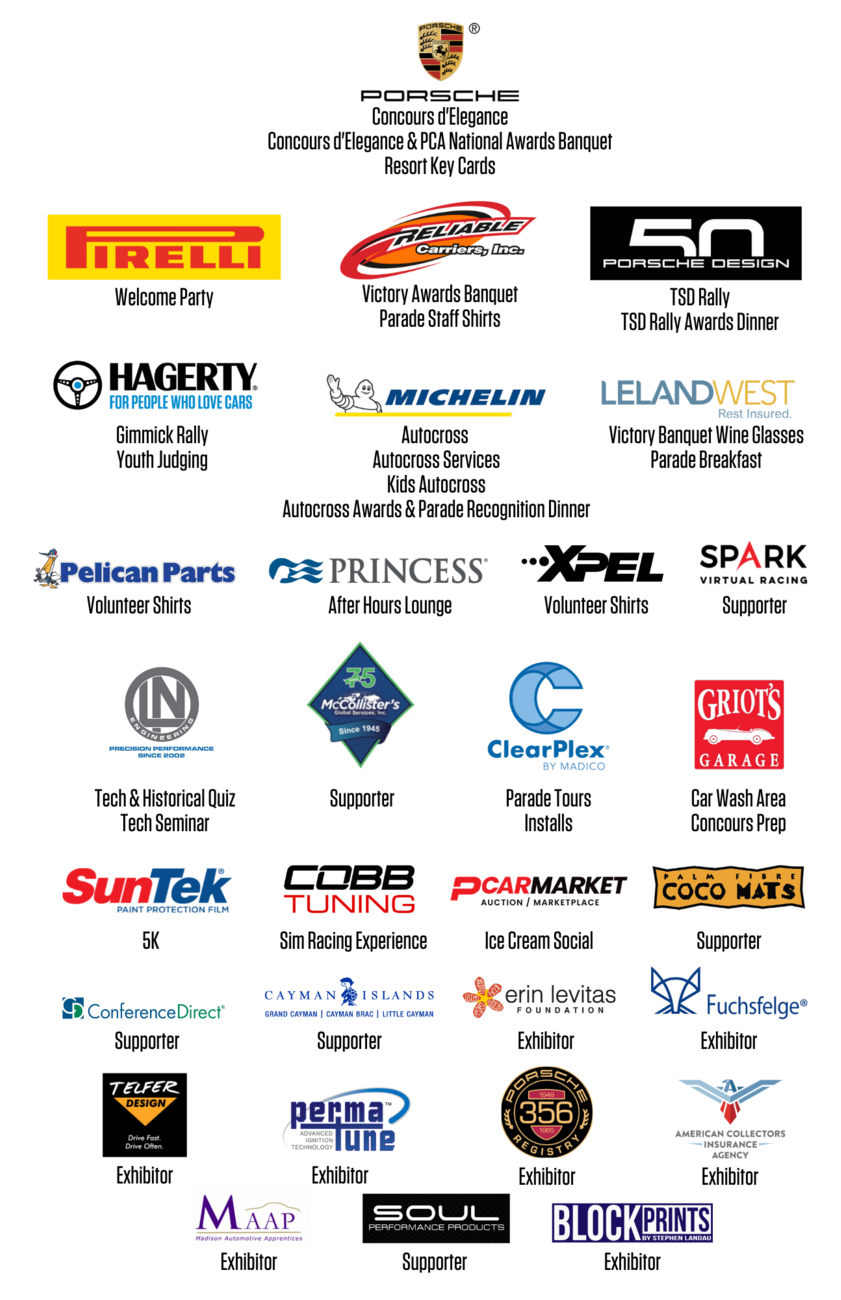 PORSCHE ®
PORSCHE
Concours d'Elegance
Concours d'Elegance & PCA National Awards Banquet
Resort Key Cards
PIRELLI
Welcome Party
RELIABLE
Carriers, Inc.
Victory Awards Banquet
Parade Staff Shirts
50
PORSCHE DESIGN
TSD Rally
TSD Rally Awards Dinner
HAGERTY®
FOR PEOPLE WHO LOVE CARS
Gimmick Rally
Youth Judging
MICHELIN
Autocross
Autocross Services
Kids Autocross
Autocross Awards & Parade Recognition Dinner
LELANDWEST
Rest Insured.
Victory Banquet Wine Glasses
Parade Breakfast
Pelican Parts
Volunteer Shirts
PRINCESS®
After Hours Lounge
XPEL
Volunteer Shirts
SPARK
VIRTUAL RACING
Supporter
LN
ENGINEERING
PRECISION PERFORMANCE
SINCE 2002
Tech & Historical Quiz
Tech Seminar
75
McCollister's
Global Services, Inc.
Since 1945
Supporter
ClearPlex®
BY MADICO
Parade Tours
Installs
GRIOT'S
GARAGE
Car Wash Area
Concours Prep
SunTek®
PAINT PROTECTION FILM
5K
COBB
TUNING
Sim Racing Experience
PCARMARKET
AUCTION / MARKETPLACE
Ice Cream Social
PALM FIBRE
COCO MATS
Supporter
ConferenceDirect®
Supporter
CAYMAN ISLANDS
GRAND CAYMAN | CAYMAN BRAC | LITTLE CAYMAN
Supporter
erin levitas
FOUNDATION
Exhibitor
Fuchsfelge®
Exhibitor
TELFER
DESIGN
Drive Fast.
Drive Often.
Exhibitor
perma™
ADVANCED
IGNITION
TECHNOLOGY
tune
Exhibitor
PORSCHE
1948
356
1965
REGISTRY
Exhibitor
A
AMERICAN COLLECTORS
INSURANCE
AGENCY
Exhibitor
MAAP
Madison Automotive Apprentices
Exhibitor
SOUL
PERFORMANCE PRODUCTS
Supporter
BLOCKPRINTS
BY STEPHEN LANDAU
Exhibitor